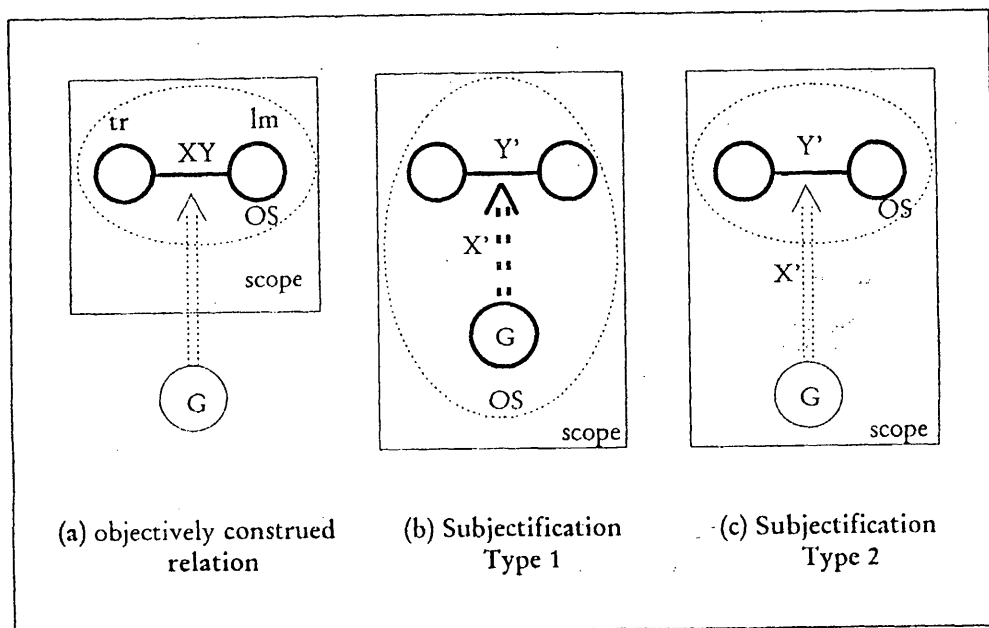 tr
lm
XY
OS
scope
G
Y'
X'
G
OS
scope
Y'
OS
X'
G
scope
(a) objectively construed
relation
(b) Subjectification
Type 1
(c) Subjectification
Type 2